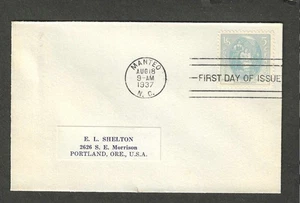 MANTEO
AUG 18
9-AM
1937
N. C.
FIRST DAY OF ISSUE
E. L. SHELTON
2626 S. E. Morrison
PORTLAND, ORE., U.S.A.